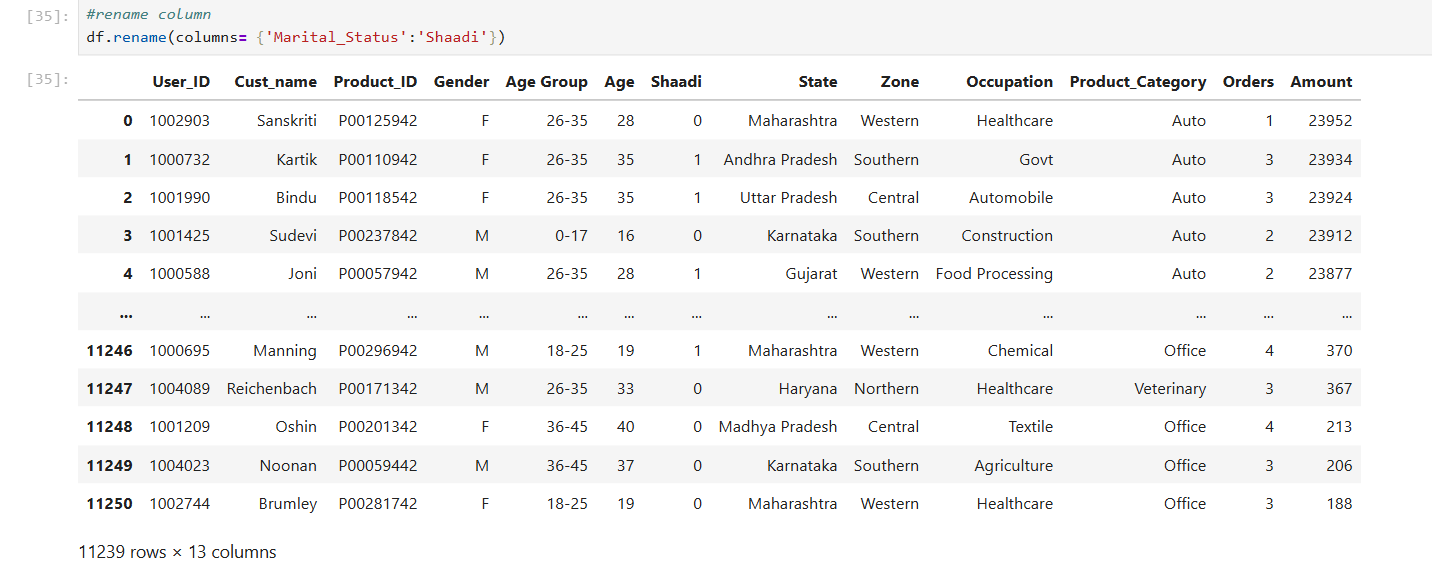 [35]: #rename column
df.rename(columns= {'Marital_Status':'Shaadi'})
[35]: User_ID Cust_name Product_ID Gender Age Group Age Shaadi State Zone Occupation Product_Category Orders Amount
0 1002903 Sanskriti P00125942 F 26-35 28 0 Maharashtra Western Healthcare Auto 1 23952
1 1000732 Kartik P00110942 F 26-35 35 1 Andhra Pradesh Southern Govt Auto 3 23934
2 1001990 Bindu P00118542 F 26-35 35 1 Uttar Pradesh Central Automobile Auto 3 23924
3 1001425 Sudevi P00237842 M 0-17 16 0 Karnataka Southern Construction Auto 2 23912
4 1000588 Joni P00057942 M 26-35 28 1 Gujarat Western Food Processing Auto 2 23877
... ... ... ... ... ... ... ... ... ... ... ... ... ...
11246 1000695 Manning P00296942 M 18-25 19 1 Maharashtra Western Chemical Office 4 370
11247 1004089 Reichenbach P00171342 M 26-35 33 0 Haryana Northern Healthcare Veterinary 3 367
11248 1001209 Oshin P00201342 F 36-45 40 0 Madhya Pradesh Central Textile Office 4 213
11249 1004023 Noonan P00059442 M 36-45 37 0 Karnataka Southern Agriculture Office 3 206
11250 1002744 Brumley P00281742 F 18-25 19 0 Maharashtra Western Healthcare Office 3 188
11239 rows × 13 columns